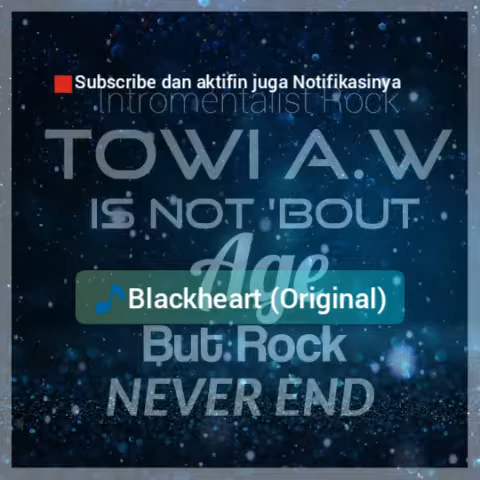 Subscribe dan aktifin juga Notifikasinya
Intromentalist Rock
TOWI A.W
IS NOT 'BOUT
Age
Blackheart (Original)
But Rock
NEVER END